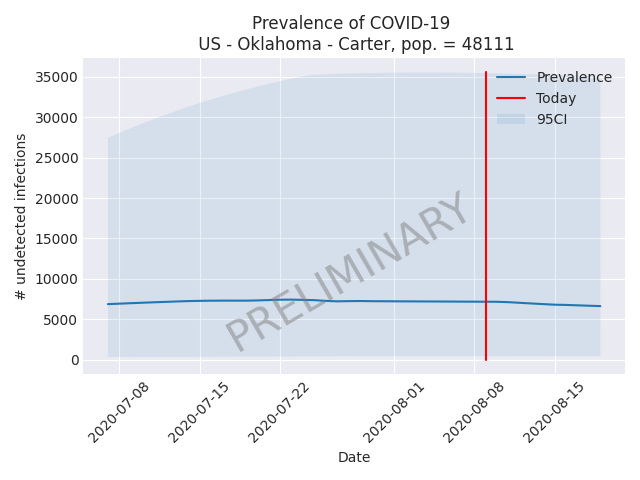 Prevalence of COVID-19
US - Oklahoma - Carter, pop. = 48111
35000
30000
25000
20000
15000
10000
5000
0
# undetected infections
Prevalence
Today
95CI
PRELIMINARY
2020-07-08
2020-07-15
2020-07-22
2020-08-01
2020-08-08
2020-08-15
Date